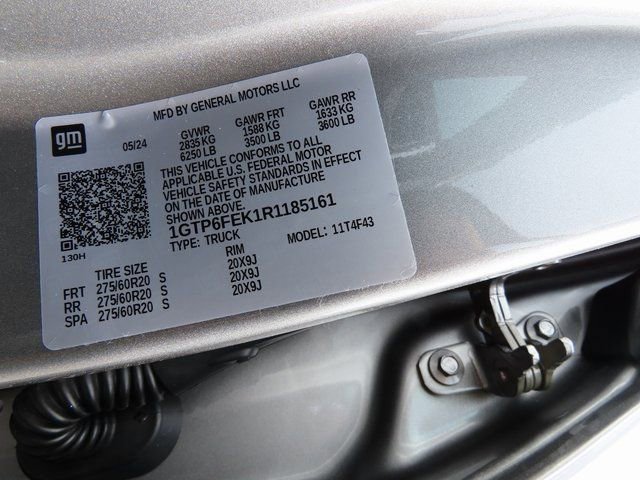 MFD BY GENERAL MOTORS LLC
gm
05/24
GVWR GAWR FRT GAWR RR
2835 KG 1588 KG 1633 KG
6250 LB 3500 LB 3600 LB
THIS VEHICLE CONFORMS TO ALL
APPLICABLE U.S. FEDERAL MOTOR
VEHICLE SAFETY STANDARDS IN EFFECT
ON THE DATE OF MANUFACTURE
SHOWN ABOVE.
1GTP6FEK1R1185161
130H
TYPE: TRUCK MODEL: 11T4F43
TIRE SIZE RIM
FRT 275/60R20 S 20X9J
RR 275/60R20 S 20X9J
SPA 275/60R20 S 20X9J